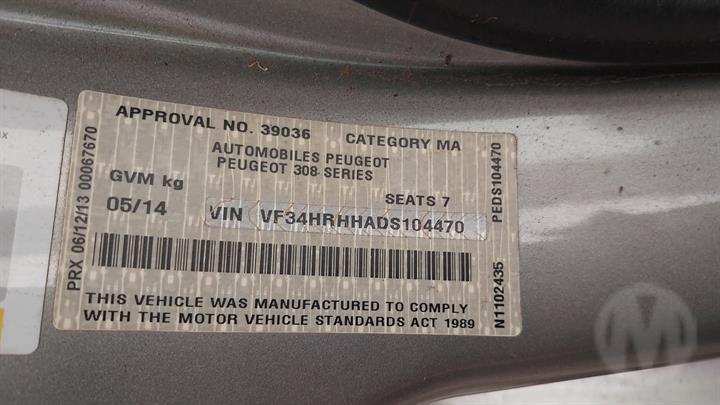 APPROVAL NO. 39036 CATEGORY MA
AUTOMOBILES PEUGEOT
PEUGEOT 308 SERIES
GVM kg
SEATS 7
05/14 VIN VF34HRHHADS104470
THIS VEHICLE WAS MANUFACTURED TO COMPLY
WITH THE MOTOR VEHICLE STANDARDS ACT 1989
PRX 06/12/13 00067670
PEDS104470
N1102435
M